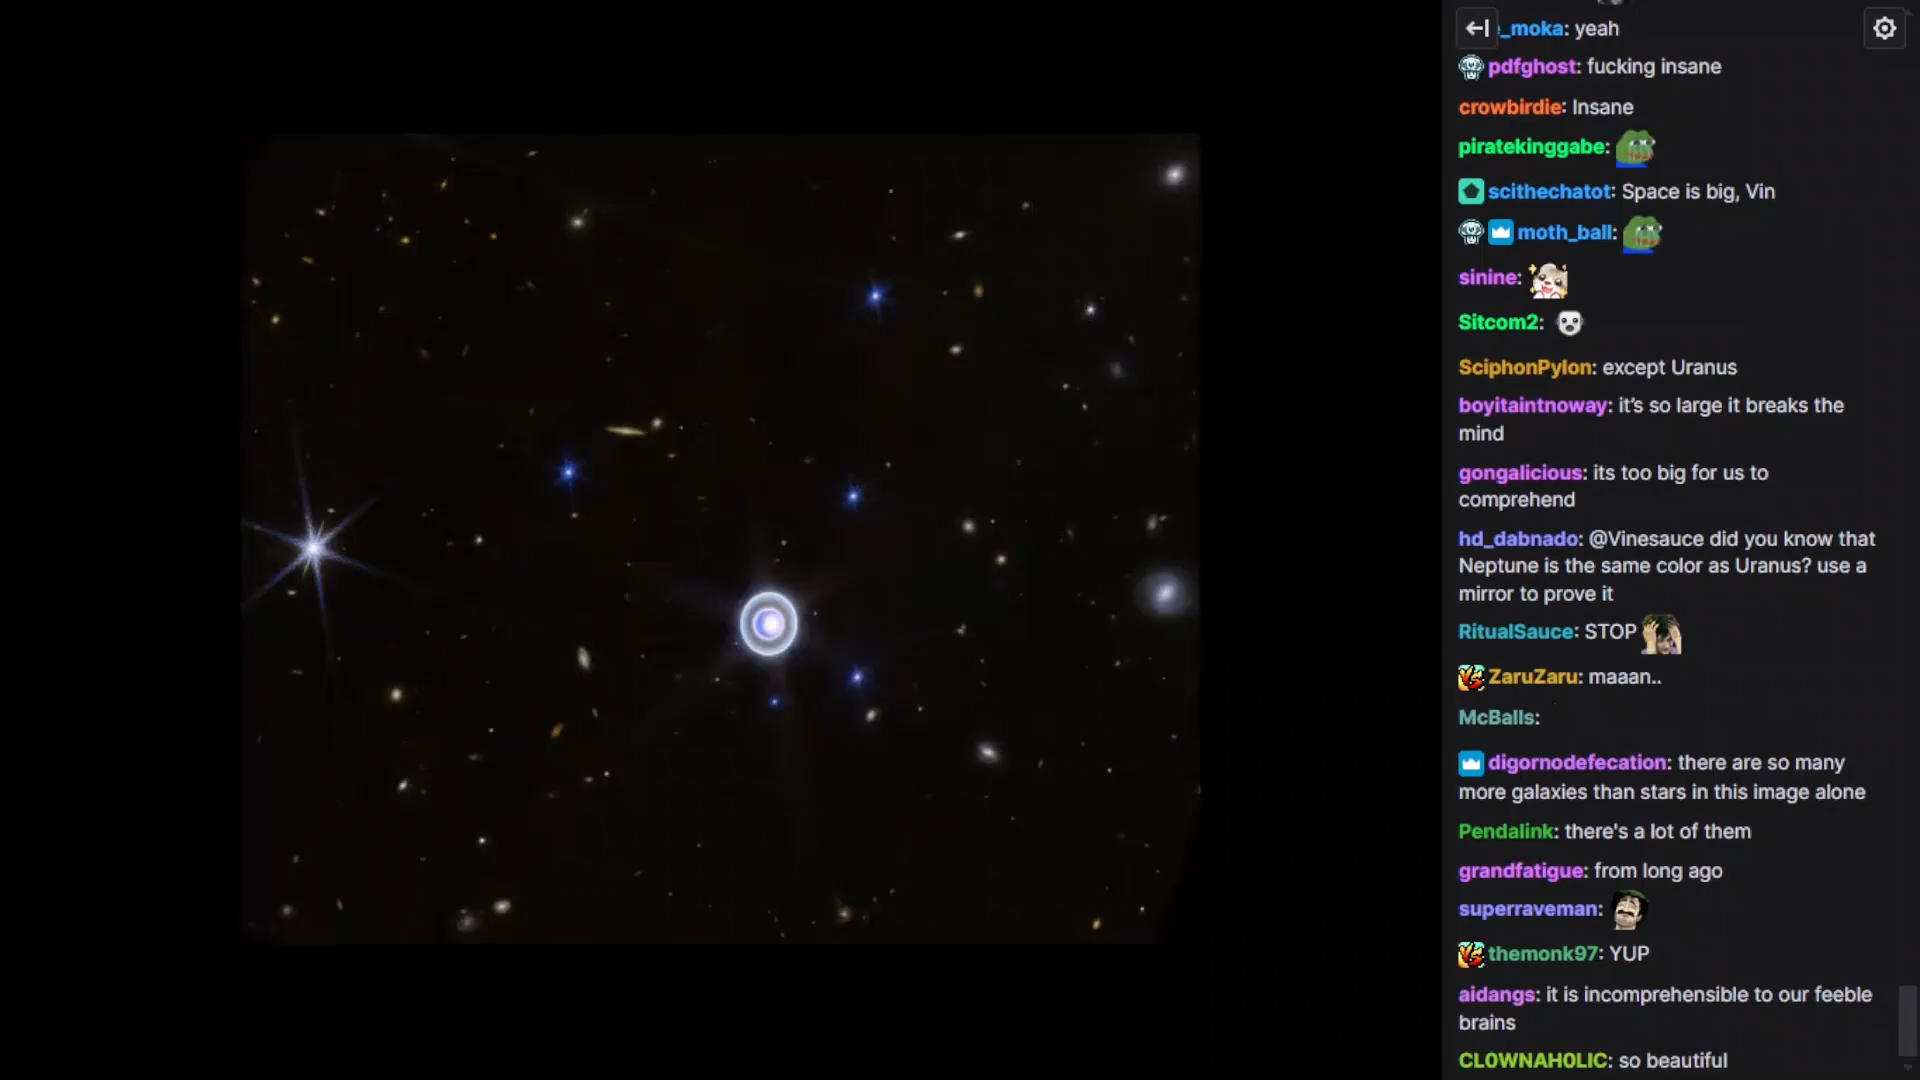 _moka: yeah
pdfghost: fucking insane
crowbirdie: Insane
piratekinggabe:
scithechatot: Space is big, Vin
moth_ball:
sinine:
Sitcom2:
SciphonPylon: except Uranus
boyitaintnoway: it’s so large it breaks the
mind
gongalicious: its too big for us to
comprehend
hd_dabnado: @Vinesauce did you know that
Neptune is the same color as Uranus? use a
mirror to prove it
RitualSauce: STOP
ZaruZaru: maaan..
McBalls:
digornodefecation: there are so many
more galaxies than stars in this image alone
Pendalink: there's a lot of them
grandfatigue: from long ago
superraveman:
themonk97: YUP
aidangs: it is incomprehensible to our feeble
brains
CL0WNAH0LIC: so beautiful